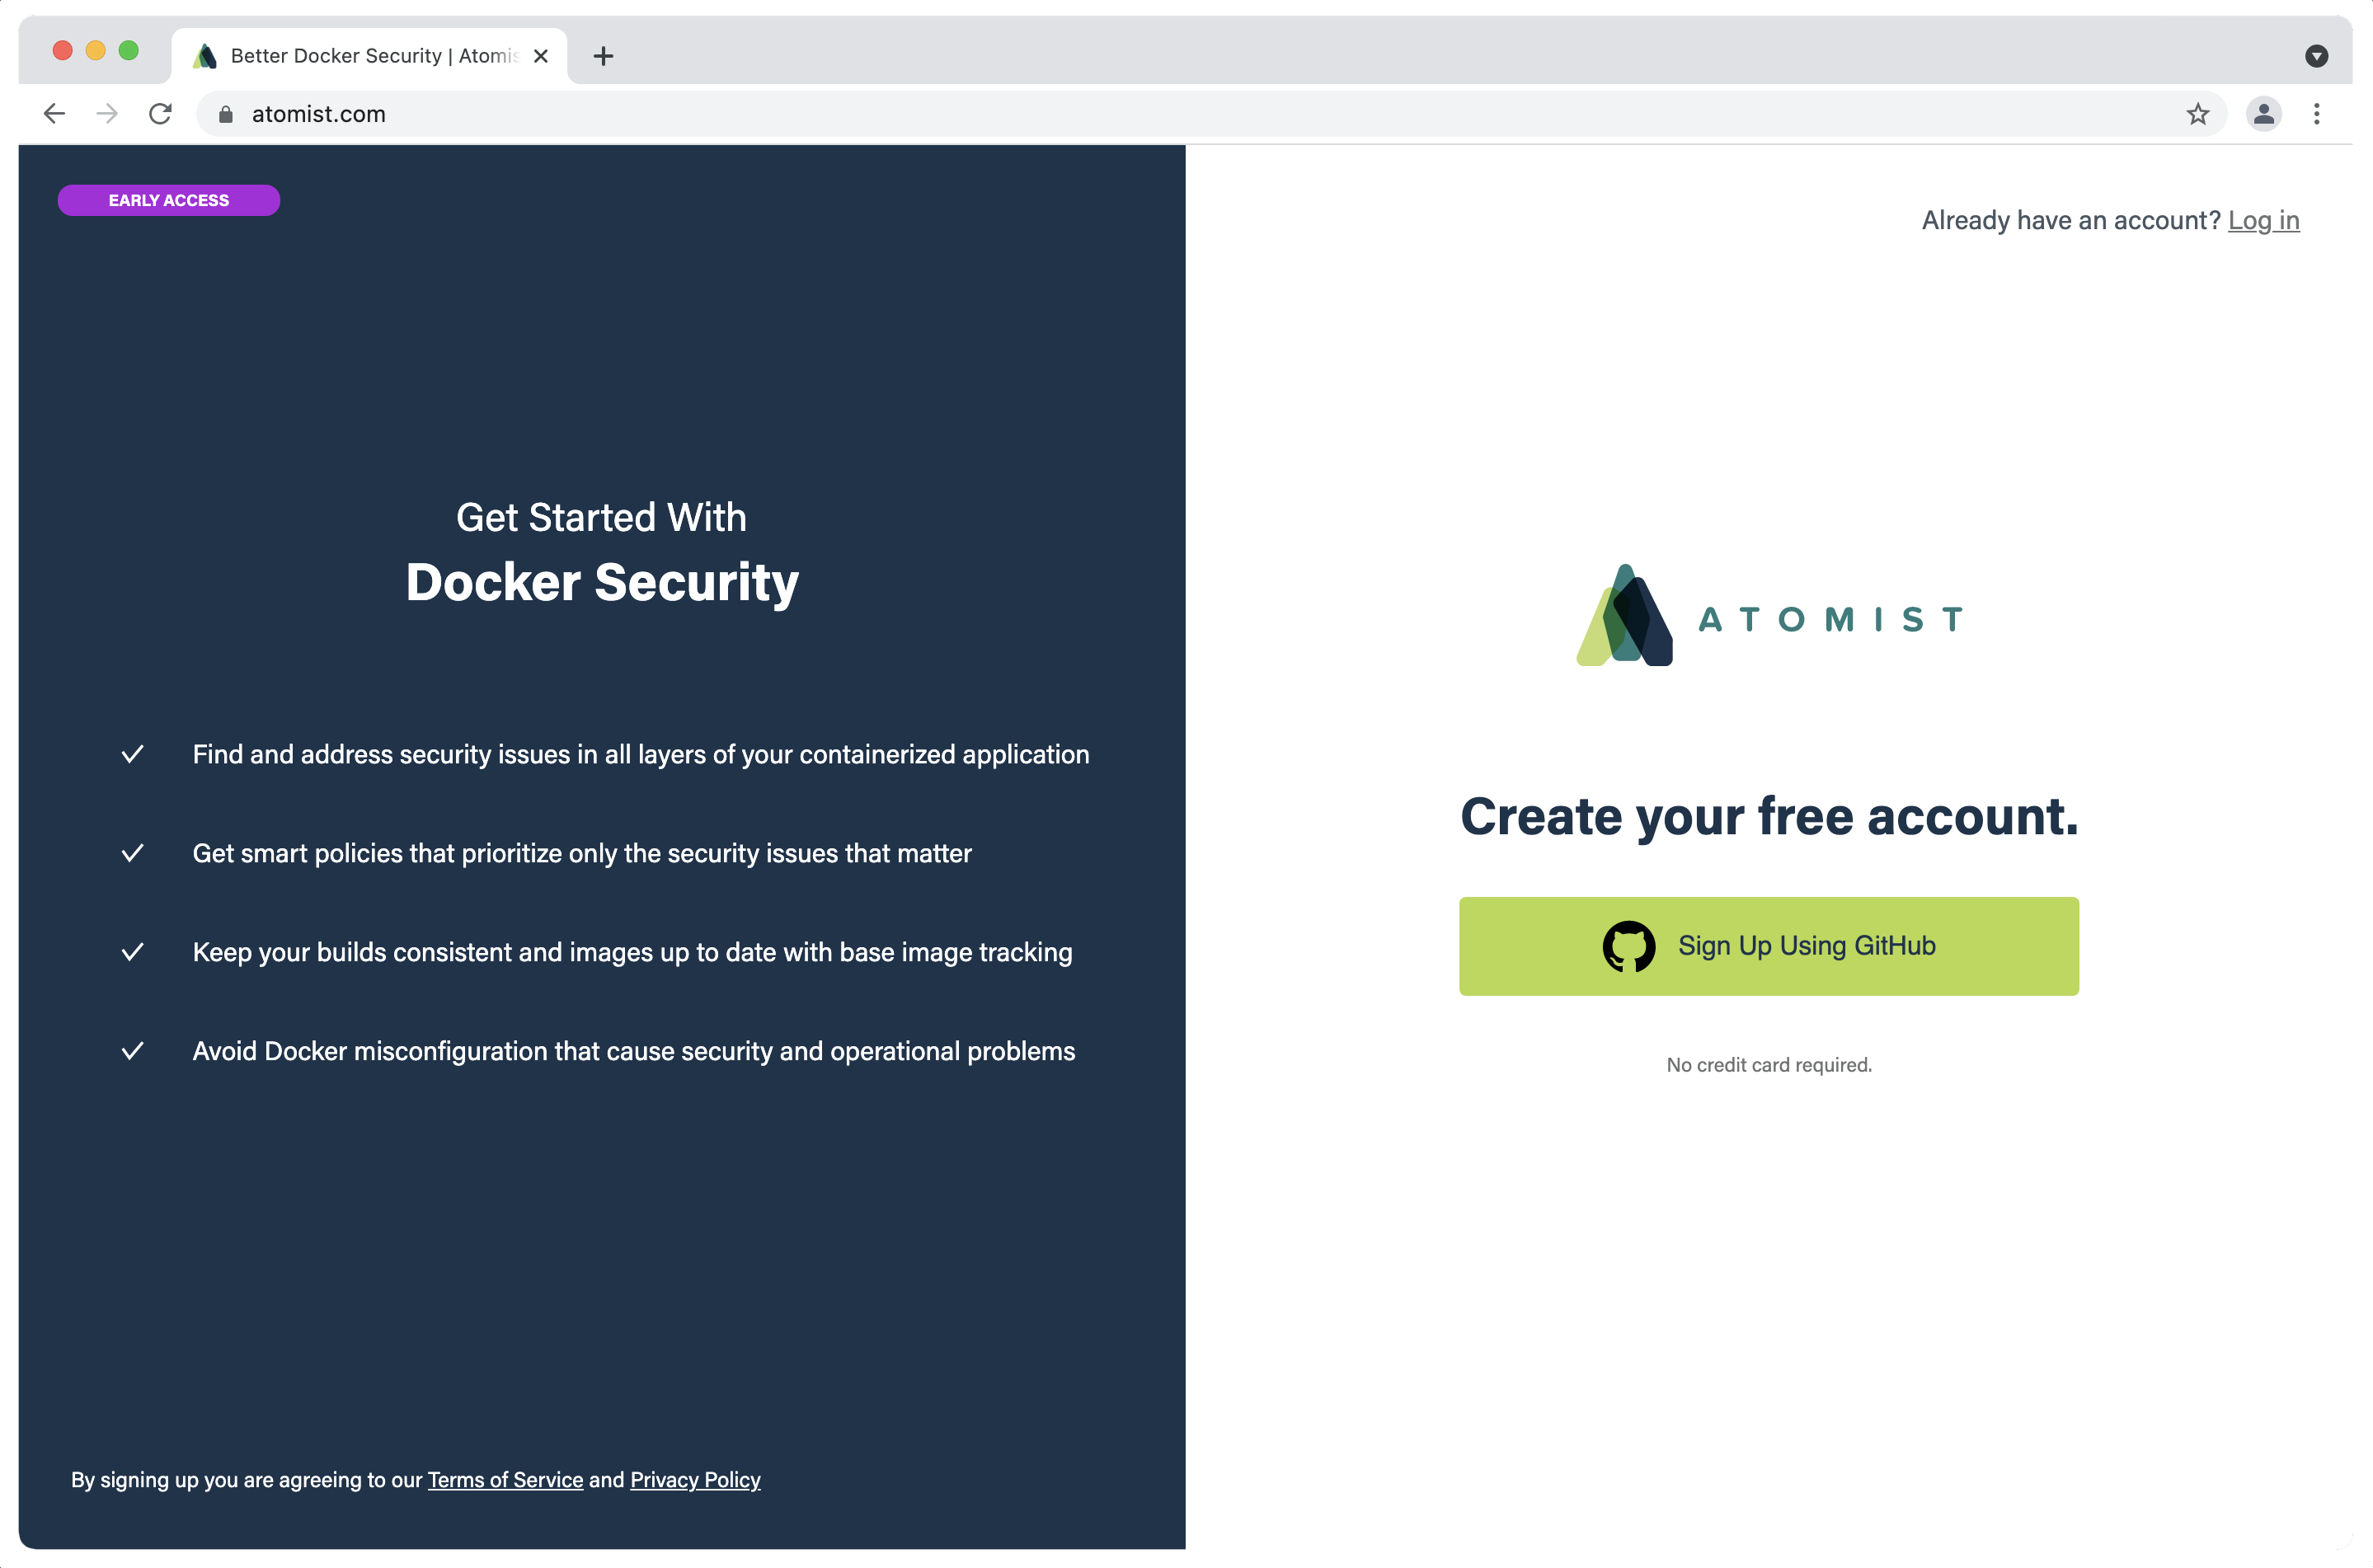 Better Docker Security | Atomis
atomist.com
EARLY ACCESS
Already have an account? Log in
Get Started With
Docker Security
Find and address security issues in all layers of your containerized application
Get smart policies that prioritize only the security issues that matter
Keep your builds consistent and images up to date with base image tracking
Avoid Docker misconfiguration that cause security and operational problems
By signing up you are agreeing to our Terms of Service and Privacy Policy
ATOMIST
Create your free account.
Sign Up Using GitHub
No credit card required.